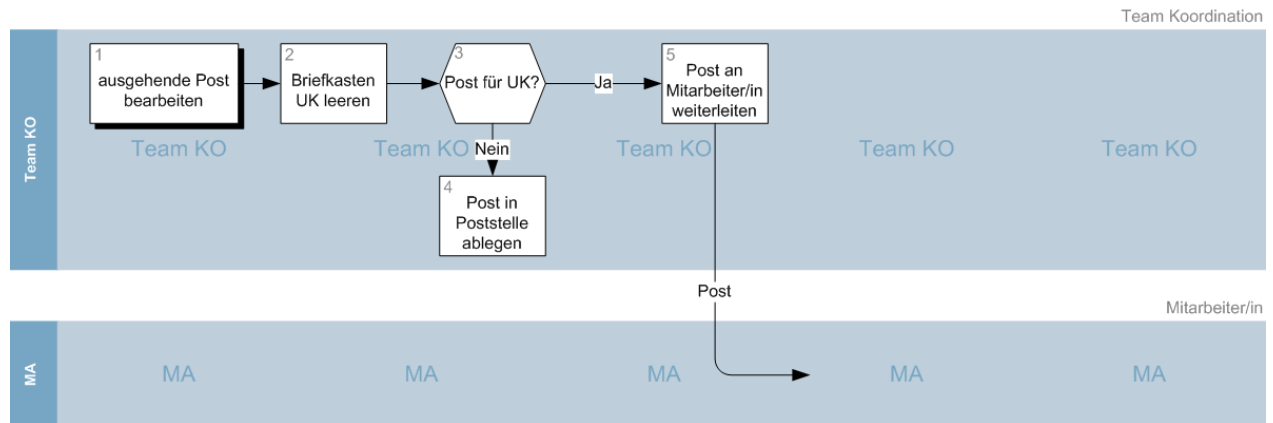 Team Koordination
Team KO
1
ausgehende Post
bearbeiten
2
Briefkasten
UK leeren
3
Post für UK?
Ja
5
Post an
Mitarbeiter/in
weiterleiten
Team KO
Team KO
Team KO
Team KO
Team KO
Nein
4
Post in
Poststelle
ablegen
Post
Mitarbeiter/in
MA
MA
MA
MA
MA
MA